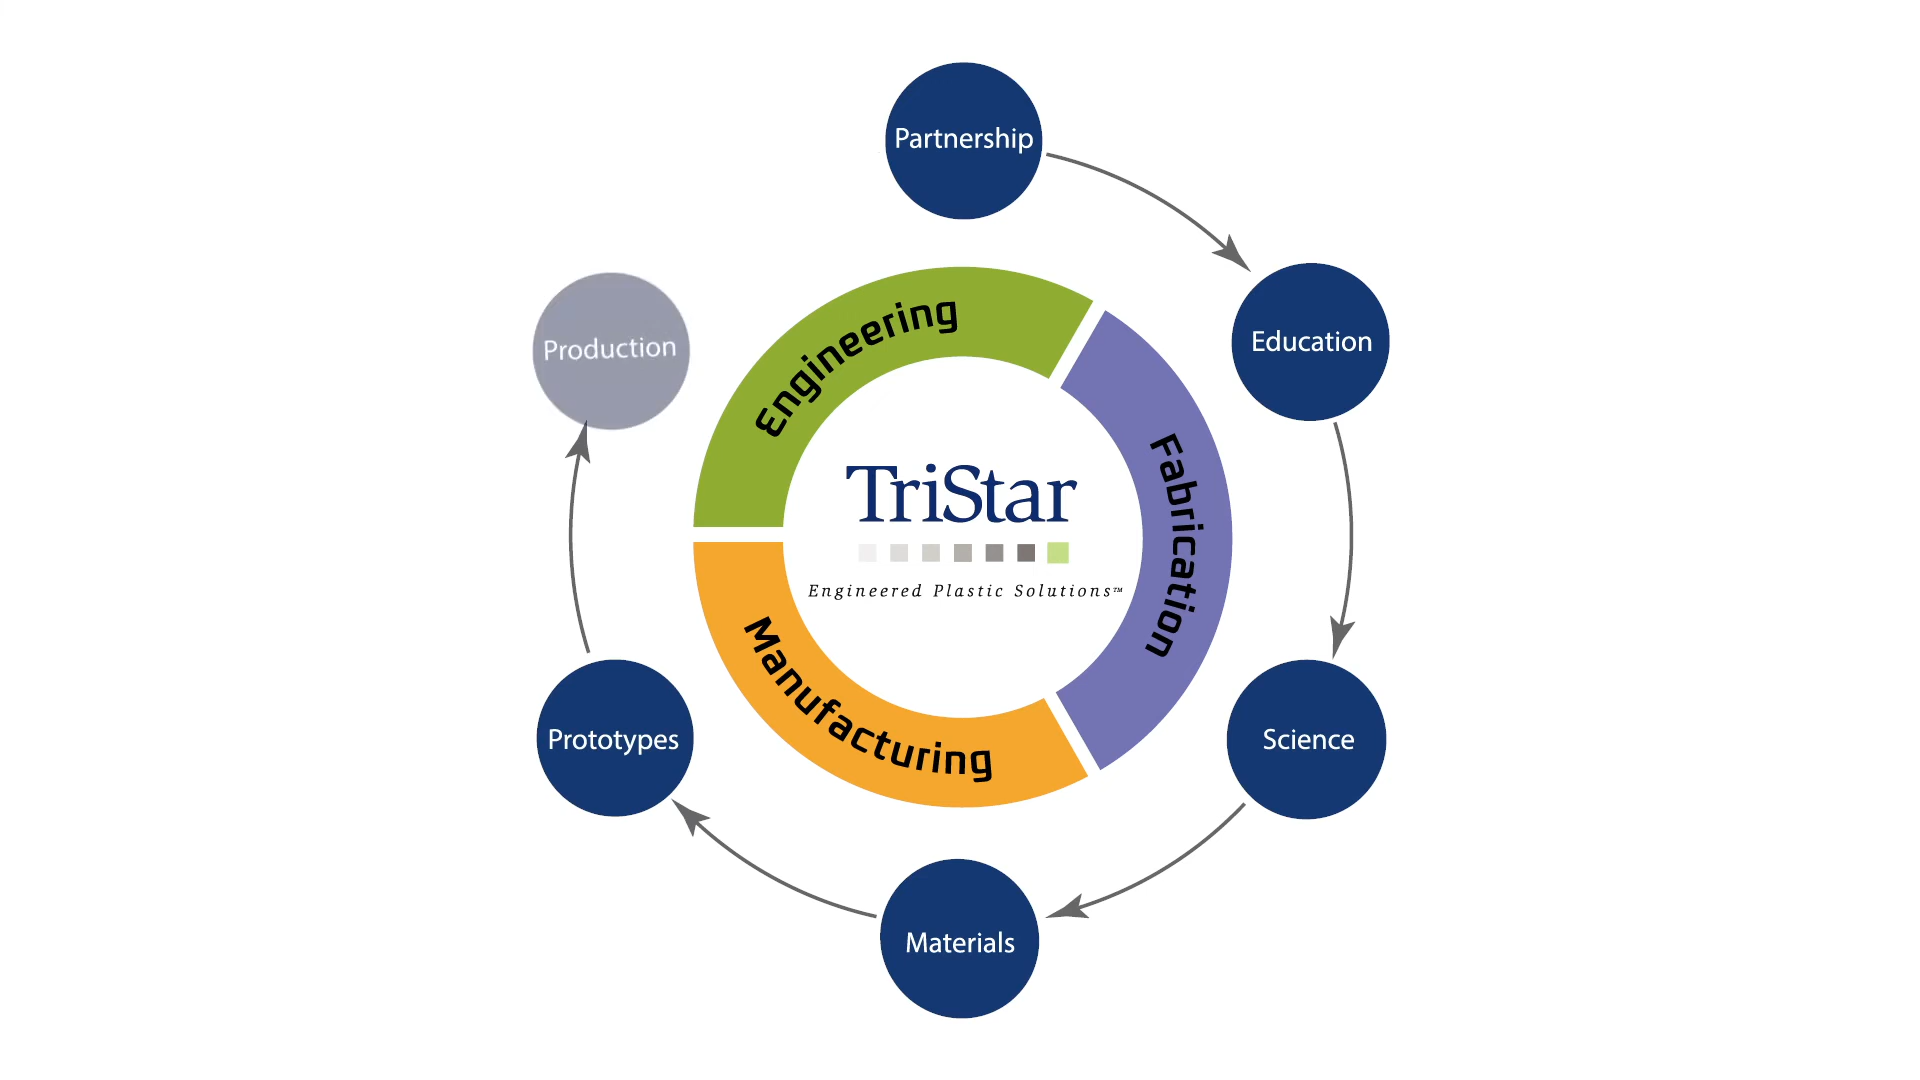 Partnership
Education
Production
Engineering
Fabrication
TriStar
Engineered Plastic Solutions™
Manufacturing
Prototypes
Science
Materials